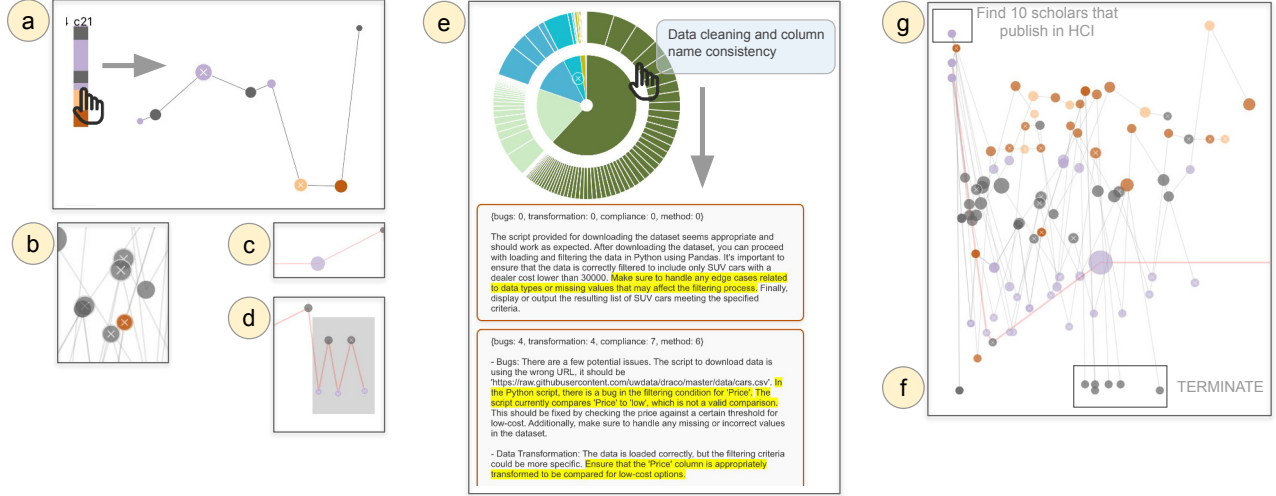 a
c21
b
c
d
e
Data cleaning and column
name consistency
{bugs: 0, transformation: 0, compliance: 0, method: 0}
The script provided for downloading the dataset seems appropriate and
should work as expected. After downloading the dataset, you can proceed
with loading and filtering the data in Python using Pandas. It's important to
ensure that the data is correctly filtered to include only SUV cars with a
dealer cost lower than 30000. Make sure to handle any edge cases related
to data types or missing values that may affect the filtering process. Finally,
display or output the resulting list of SUV cars meeting the specified
criteria.
{bugs: 4, transformation: 4, compliance: 7, method: 6}
- Bugs: There are a few potential issues. The script to download data is
using the wrong URL, it should be
'https://raw.githubusercontent.com/uwdata/draco/master/data/cars.csv'. In
the Python script, there is a bug in the filtering condition for 'Price'. The
script currently compares 'Price' to 'low', which is not a valid comparison.
This should be fixed by checking the price against a certain threshold for
low-cost. Additionally, make sure to handle any missing or incorrect values
in the dataset.
- Data Transformation: The data is loaded correctly, but the filtering criteria
could be more specific. Ensure that the 'Price' column is appropriately
transformed to be compared for low-cost options.
g
Find 10 scholars that
publish in HCI
f
TERMINATE